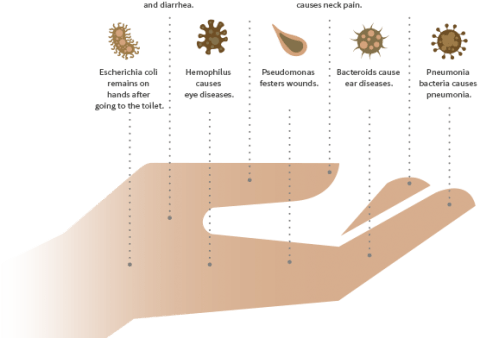 and diarrhea.
causes neck pain.
Escherichia coli
remains on
hands after
going to the toilet.
Hemophilus
causes
eye diseases.
Pseudomonas
festers wounds.
Bacteroids cause
ear diseases.
Pneumonia
bacteria causes
pneumonia.